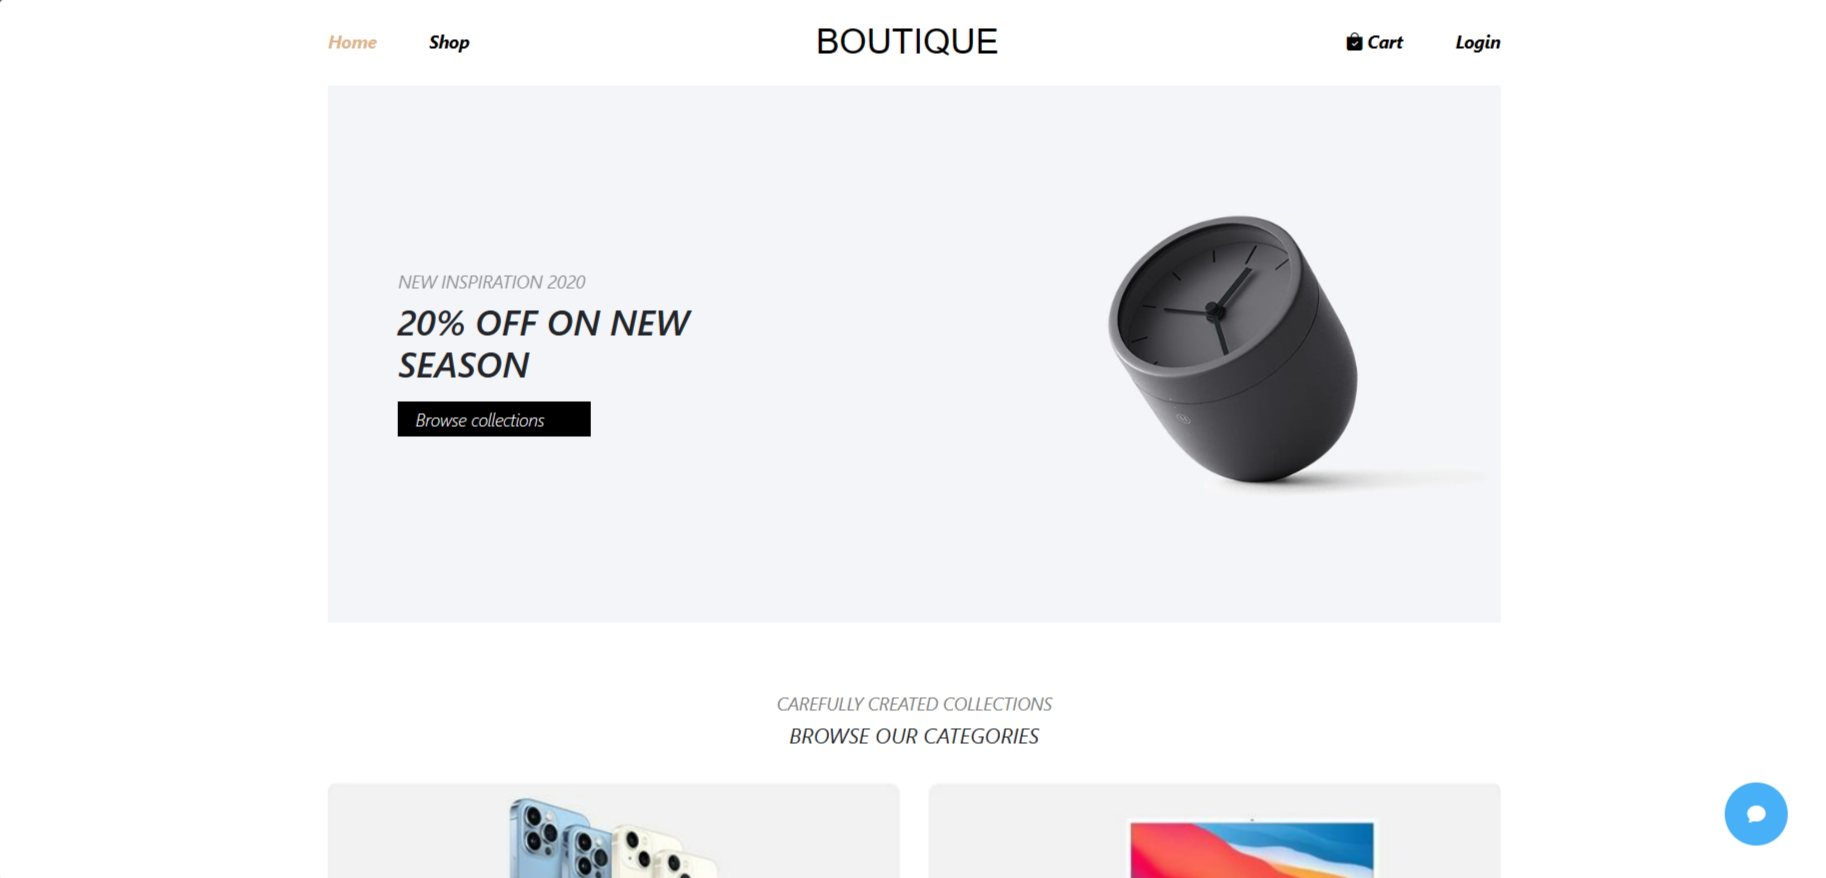 Home Shop BOUTIQUE Cart Login
NEW INSPIRATION 2020
20% OFF ON NEW
SEASON
Browse collections
CAREFULLY CREATED COLLECTIONS
BROWSE OUR CATEGORIES